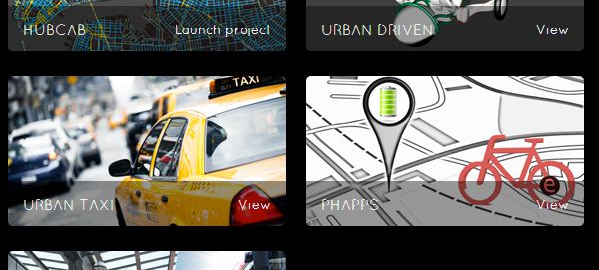 HUBCAB Launch project
URBAN DRIVEN View
TAXI
URBAN TAXI View
e
PHAPPS View